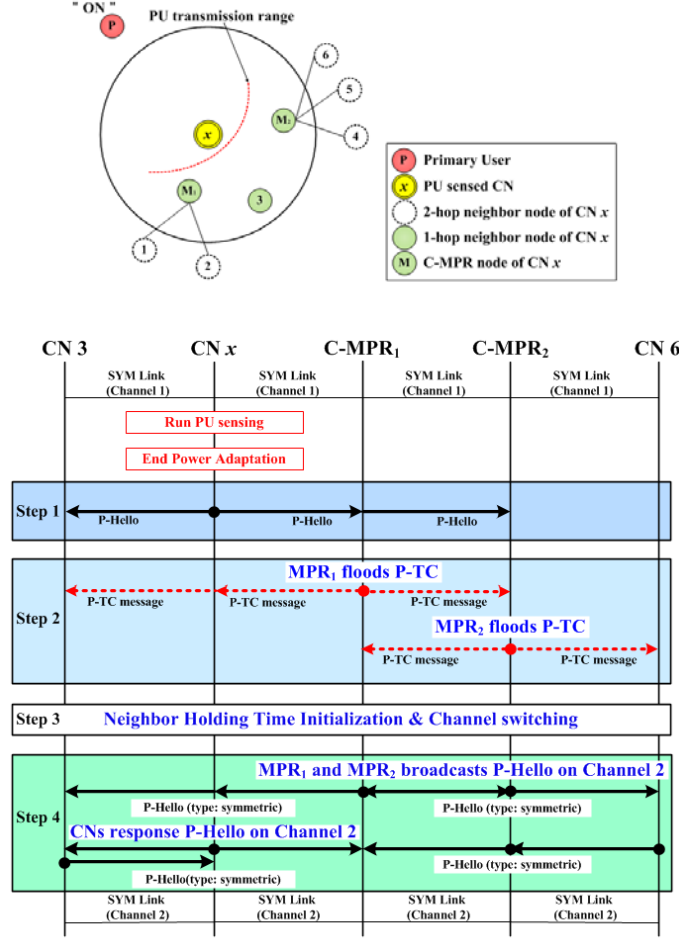 " ON "
P
PU transmission range
6
5
M2
x
4
M1
3
1
2
P Primary User
x PU sensed CN
2-hop neighbor node of CN x
1-hop neighbor node of CN x
M C-MPR node of CN x
CN 3 CN x C-MPR1 C-MPR2 CN 6
SYM Link SYM Link SYM Link SYM Link
(Channel 1) (Channel 1) (Channel 1) (Channel 1)
Run PU sensing
End Power Adaptation
Step 1
P-Hello P-Hello P-Hello
MPR1 floods P-TC
Step 2
P-TC message P-TC message P-TC message
MPR2 floods P-TC
P-TC message P-TC message
Step 3 Neighbor Holding Time Initialization & Channel switching
MPR1 and MPR2 broadcasts P-Hello on Channel 2
P-Hello (type: symmetric) P-Hello (type: symmetric)
Step 4
CNs response P-Hello on Channel 2
P-Hello (type: symmetric)
P-Hello(type: symmetric)
SYM Link SYM Link SYM Link SYM Link
(Channel 2) (Channel 2) (Channel 2) (Channel 2)